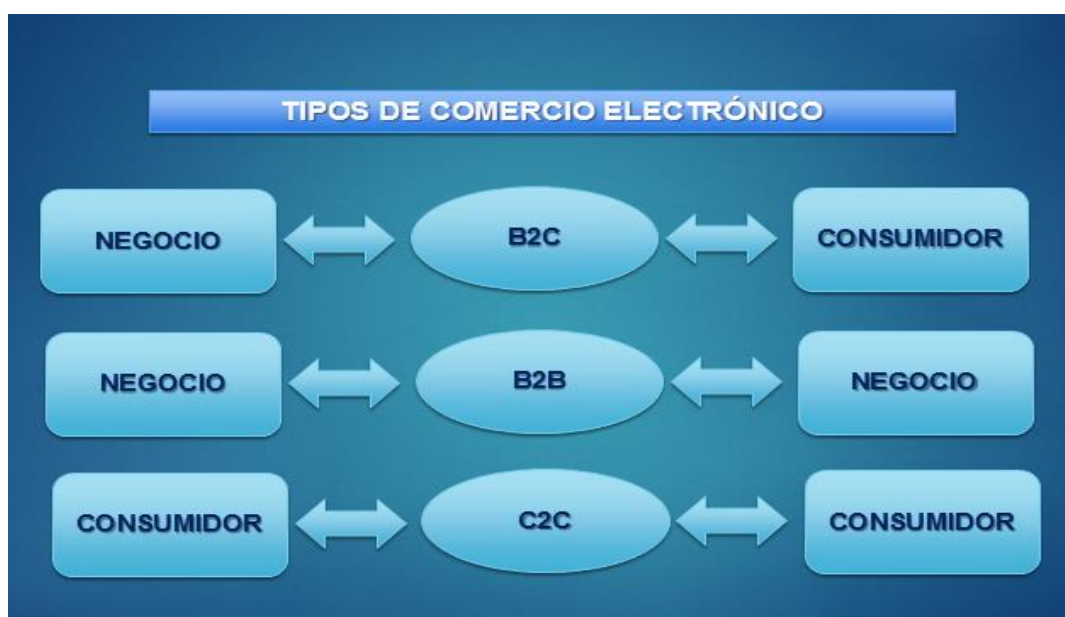 TIPOS DE COMERCIO ELECTRÓNICO
NEGOCIO B2C CONSUMIDOR
NEGOCIO B2B NEGOCIO
CONSUMIDOR C2C CONSUMIDOR